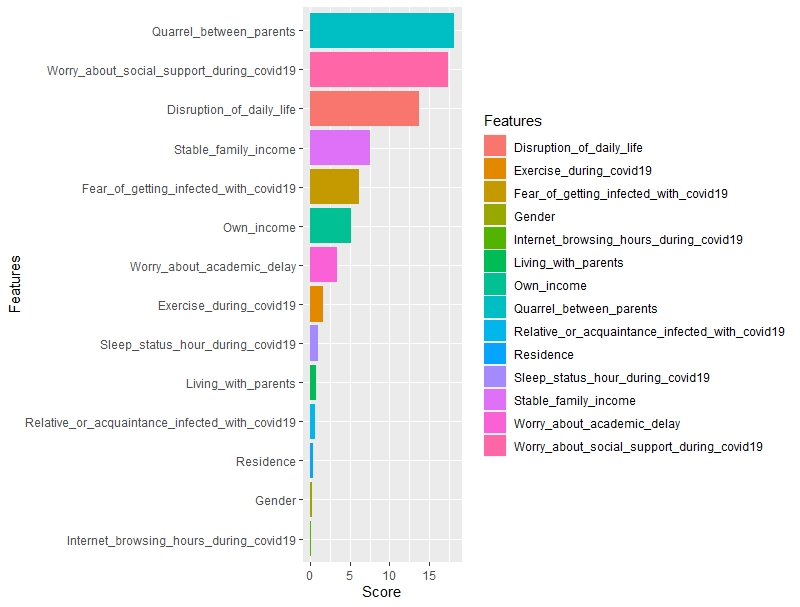 Quarrel_between_parents
Worry_about_social_support_during_covid19
Disruption_of_daily_life
Stable_family_income
Fear_of_getting_infected_with_covid19
Own_income
Worry_about_academic_delay
Exercise_during_covid19
Sleep_status_hour_during_covid19
Living_with_parents
Relative_or_acquaintance_infected_with_covid19
Residence
Gender
Internet_browsing_hours_during_covid19
Features
0 5 10 15
Score
Features
Disruption_of_daily_life
Exercise_during_covid19
Fear_of_getting_infected_with_covid19
Gender
Internet_browsing_hours_during_covid19
Living_with_parents
Own_income
Quarrel_between_parents
Relative_or_acquaintance_infected_with_covid19
Residence
Sleep_status_hour_during_covid19
Stable_family_income
Worry_about_academic_delay
Worry_about_social_support_during_covid19